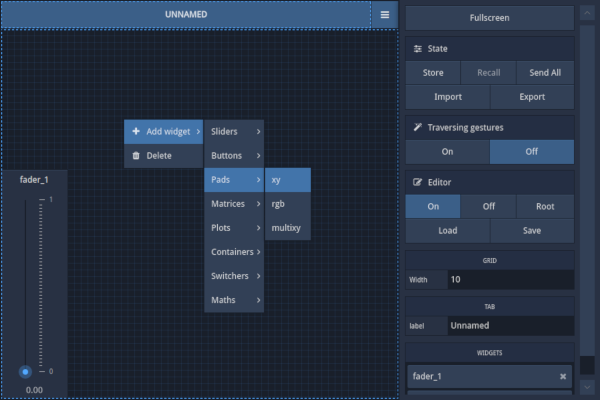 UNNAMED
Add widget
Delete
Sliders
Buttons
Pads
Matrices
Plots
Containers
Switchers
Maths
xy
rgb
multixy
fader_1
1
0
0.00
Fullscreen
State
Store Recall Send All
Import Export
Traversing gestures
On Off
Editor
On Off Root
Load Save
GRID
Width 10
TAB
label Unnamed
WIDGETS
fader_1